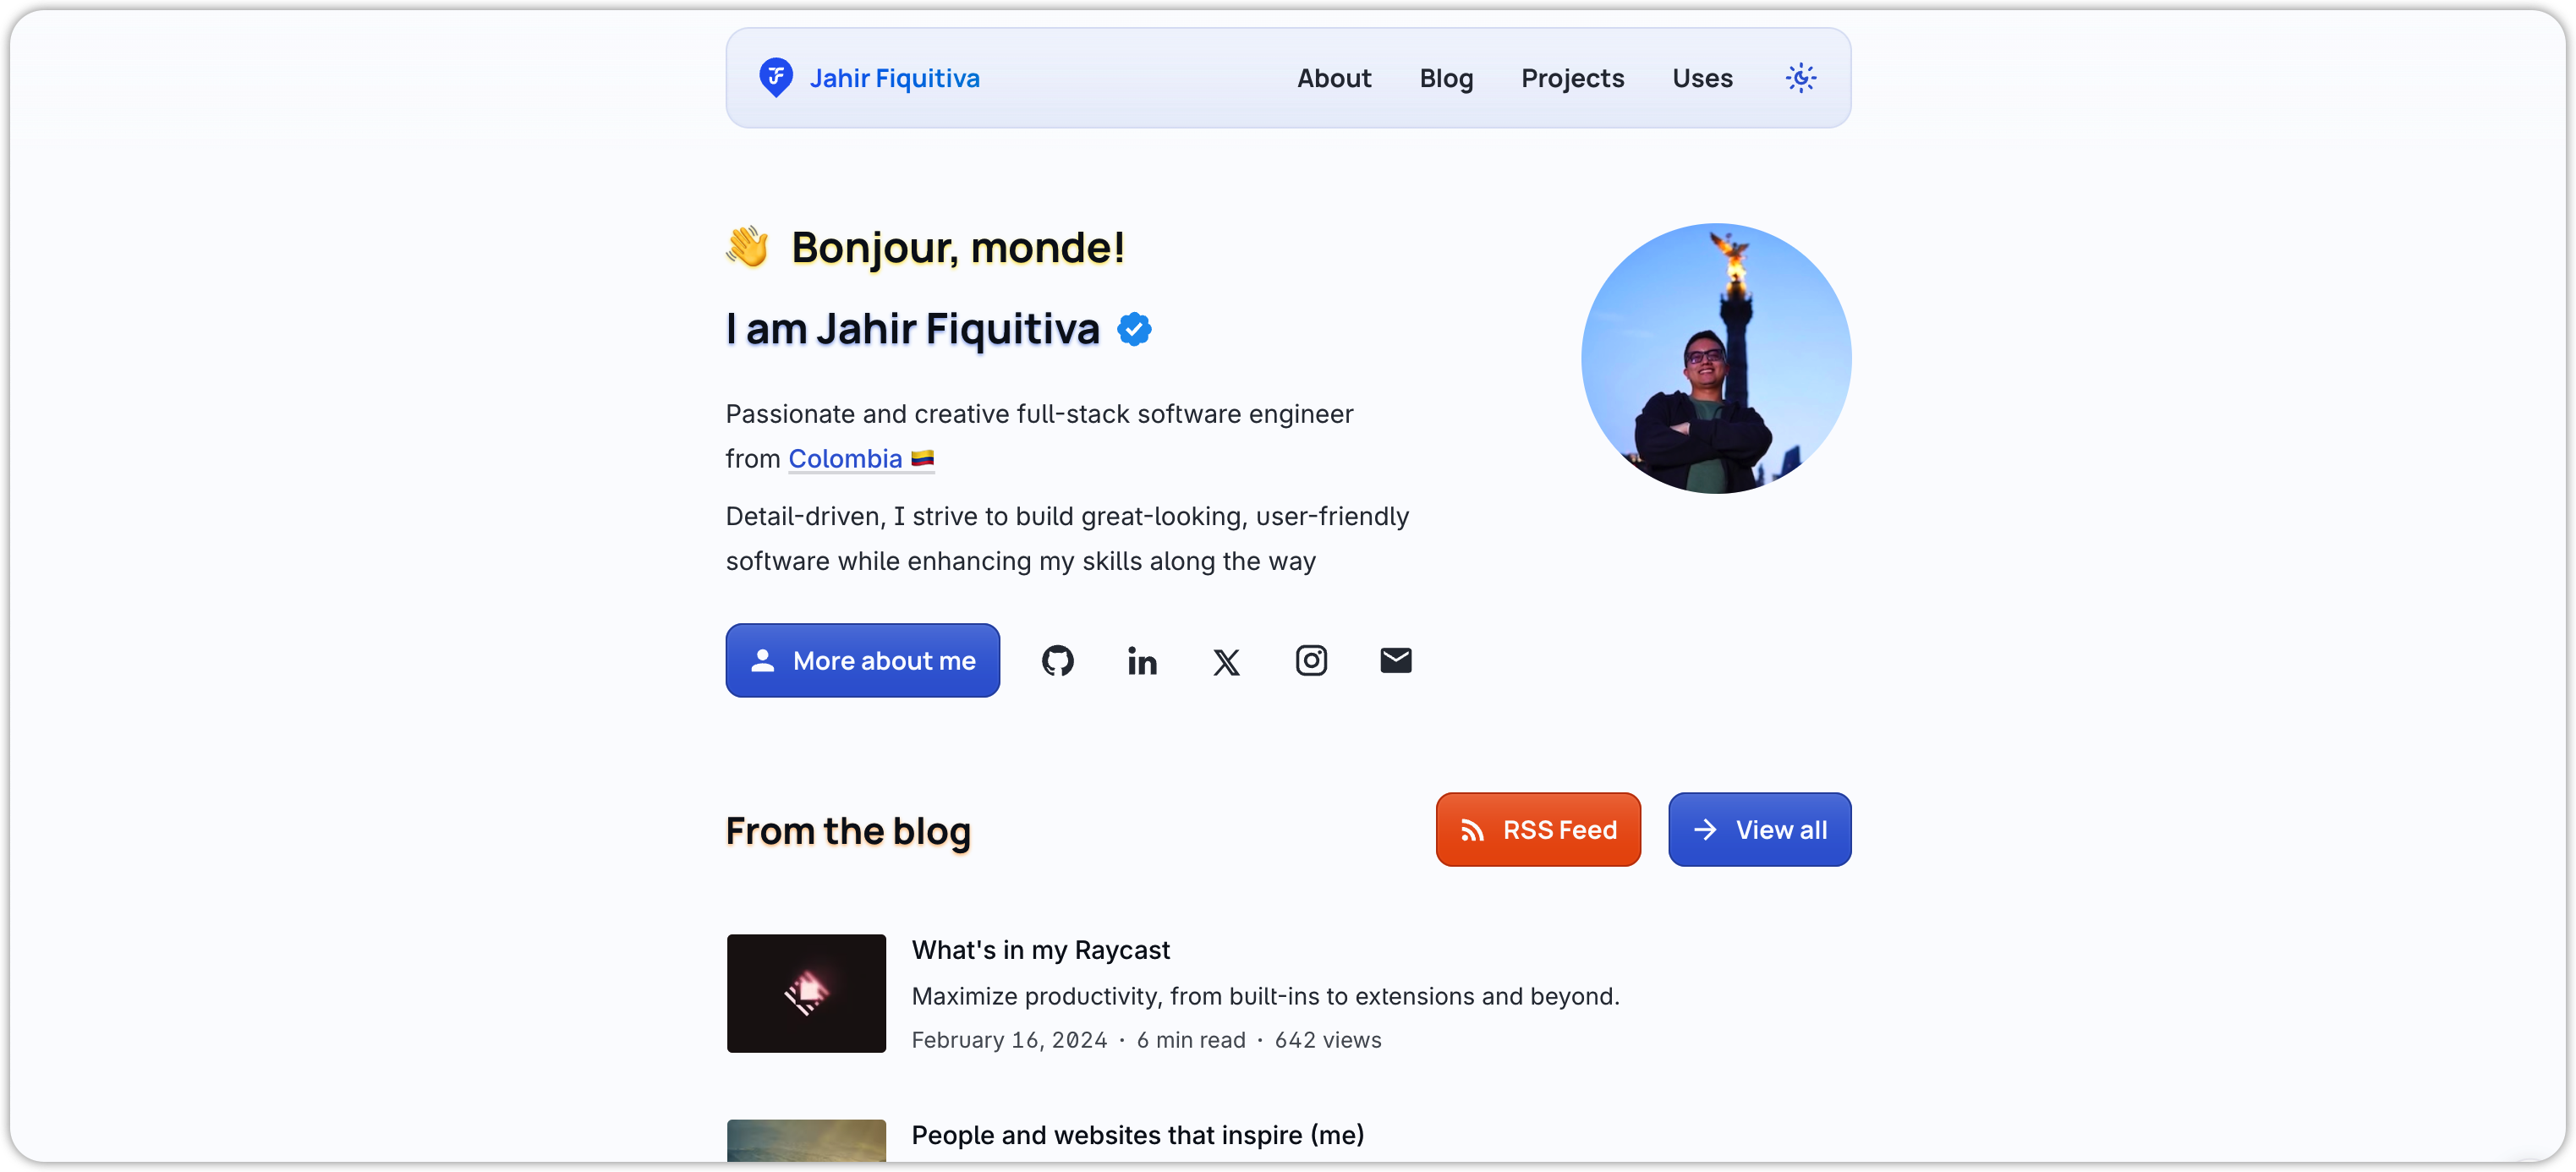 Jahir Fiquitiva
About
Blog
Projects
Uses
👋 Bonjour, monde!
I am Jahir Fiquitiva
Passionate and creative full-stack software engineer
from Colombia 🇨🇴
Detail-driven, I strive to build great-looking, user-friendly
software while enhancing my skills along the way
More about me
From the blog
RSS Feed
View all
What's in my Raycast
Maximize productivity, from built-ins to extensions and beyond.
February 16, 2024 · 6 min read · 642 views
People and websites that inspire (me)